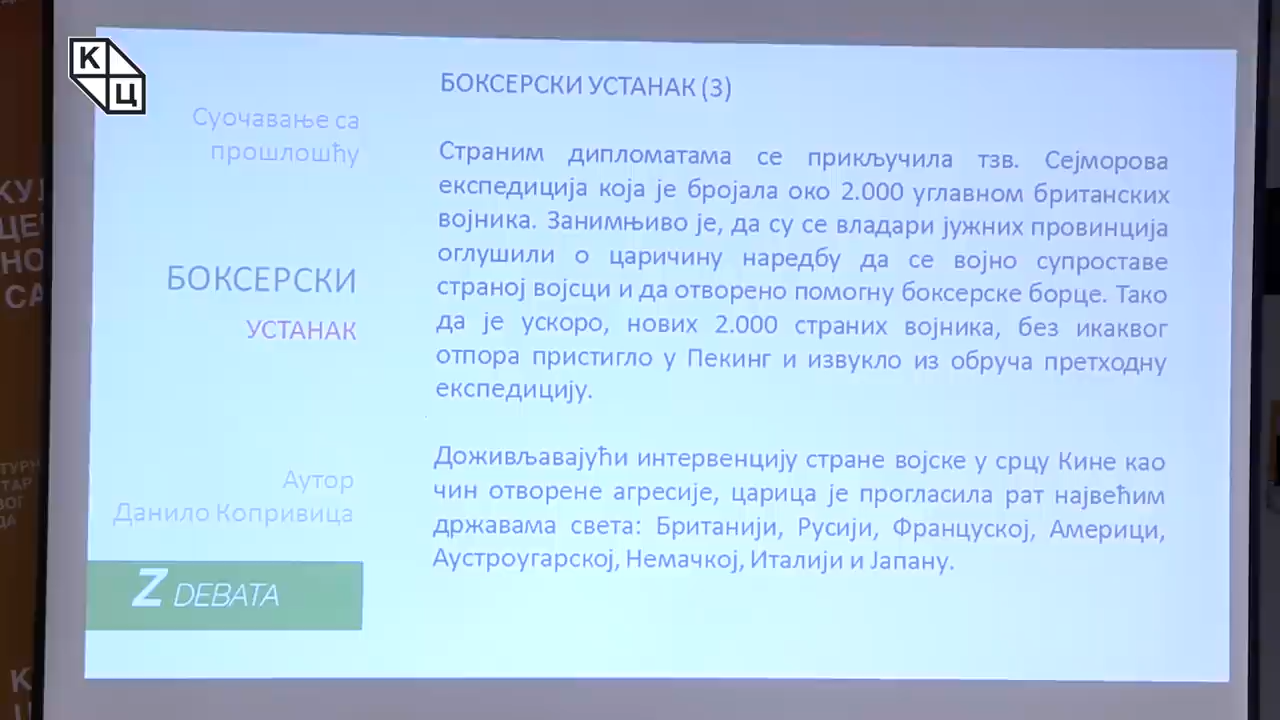 К
Ц
Суочавање са
прошлошћу
БОКСЕРСКИ
УСТАНАК
Аутор
Данило Копривица
Z DEBATA
БОКСЕРСКИ УСТАНАК (3)
Страним дипломатама се прикључила тзв. Сејморова
експедиција која је бројала око 2.000 углавном британских
војника. Занимњиво је, да су се владари јужних провинција
оглушили о царичину наредбу да се војно супроставе
страној војсци и да отворено помогну боксерске борце. Тако
да је ускоро, нових 2.000 страних војника, без икаквог
отпора пристигло у Пекинг и извукло из обруча претходну
експедицију.
Доживљавајући интервенцију стране војске у срцу Кине као
чин отворене агресије, царица је прогласила рат највећим
државама света: Британији, Русији, Француској, Америци,
Аустроугарској, Немачкој, Италији и Јапану.